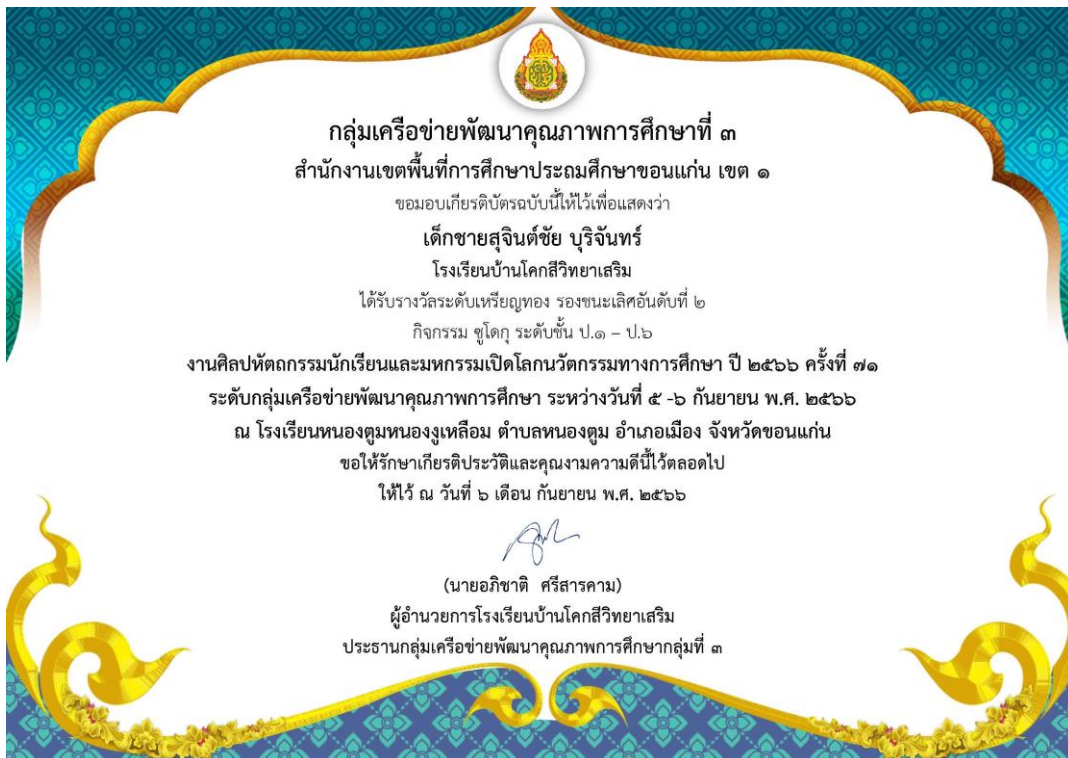 กลุ่มเครือข่ายพัฒนาคุณภาพการศึกษาที่ ๓
สำนักงานเขตพื้นที่การศึกษาประถมศึกษาขอนแก่น เขต ๑
ขอมอบเกียรติบัตรฉบับนี้ให้ไว้เพื่อแสดงว่า
เด็กชายสุจินต์ชัย บุริจันทร์
โรงเรียนบ้านโคกสีวิทยาเสริม
ได้รับรางวัลระดับเหรียญทอง รองชนะเลิศอันดับที่ ๒
กิจกรรม ซูโดกุ ระดับชั้น ป.๑ – ป.๖
งานศิลปหัตถกรรมนักเรียนและมหกรรมเปิดโลกนวัตกรรมทางการศึกษา ปี ๒๕๖๖ ครั้งที่ ๗๑
ระดับกลุ่มเครือข่ายพัฒนาคุณภาพการศึกษา ระหว่างวันที่ ๕ -๖ กันยายน พ.ศ. ๒๕๖๖
ณ โรงเรียนหนองตูมหนองงูเหลือม ตำบลหนองตูม อำเภอเมือง จังหวัดขอนแก่น
ขอให้รักษาเกียรติประวัติและคุณงามความดีนี้ไว้ตลอดไป
ให้ไว้ ณ วันที่ ๖ เดือน กันยายน พ.ศ. ๒๕๖๖
(นายอภิชาติ ศรีสารคาม)
ผู้อำนวยการโรงเรียนบ้านโคกสีวิทยาเสริม
ประธานกลุ่มเครือข่ายพัฒนาคุณภาพการศึกษากลุ่มที่ ๓